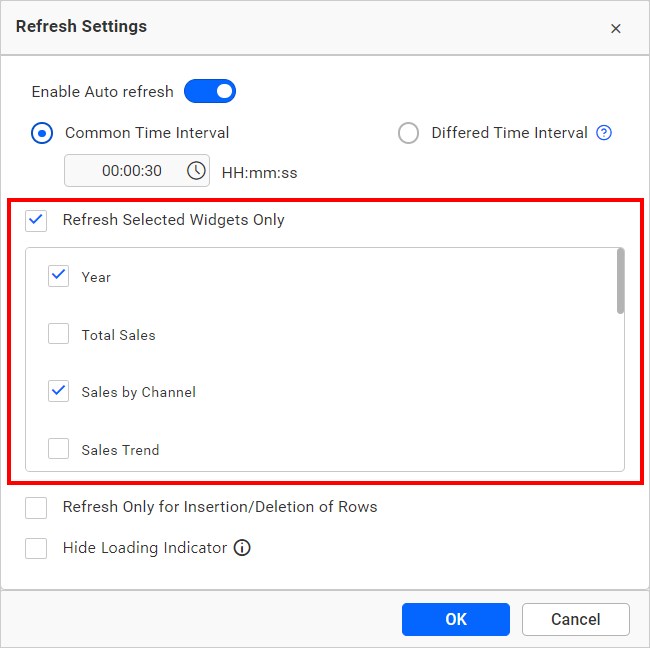 Refresh Settings
Enable Auto refresh
Common Time Interval Differed Time Interval ?
00:00:30 HH:mm:ss
Refresh Selected Widgets Only
Year
Total Sales
Sales by Channel
Sales Trend
Refresh Only for Insertion/Deletion of Rows
Hide Loading Indicator i
OK Cancel